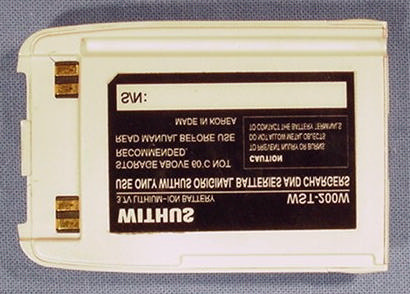 WITHUS WST-200W
3.7V LITHIUM-ION BATTERY
USE ONLY WITHUS ORIGINAL BATTERIES AND CHARGERS
STORAGE ABOVE 60.C NOT
RECOMMENDED.
READ MANUAL BEFORE USE
MADE IN KOREA
CAUTION
TO PREVENT INJURY OR BURNS
DO NOT ALLOW METAL OBJECTS
TO CONTACT THE BATTERY TERMINALS
S/N: